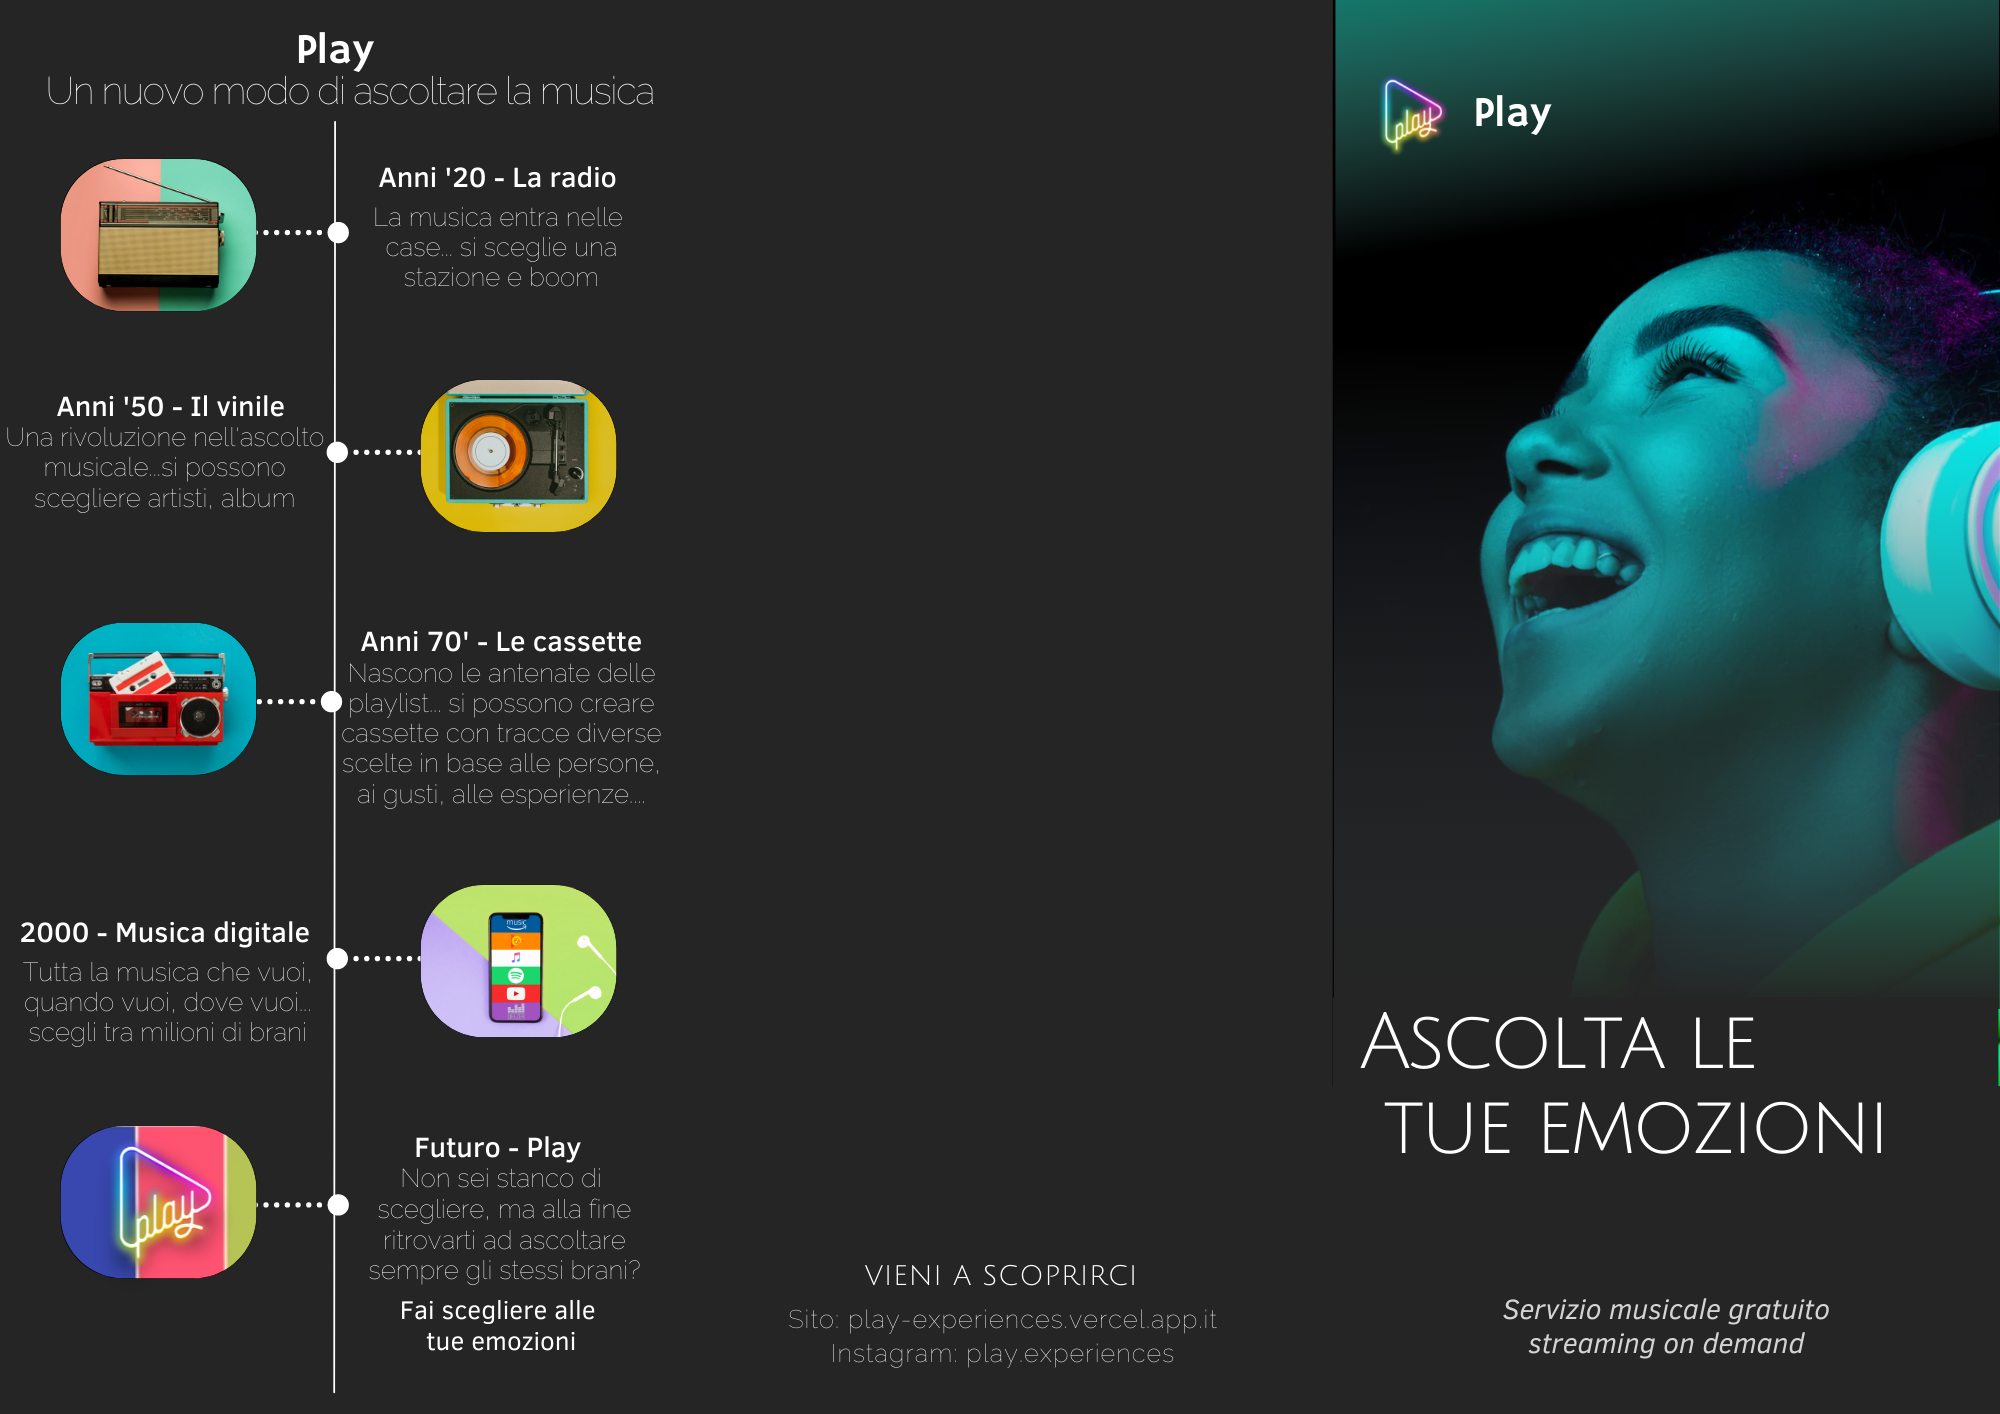 Play
Un nuovo modo di ascoltare la musica
Anni '20 - La radio
La musica entra nelle
case... si sceglie una
stazione e boom
Anni '50 - Il vinile
Una rivoluzione nell'ascolto
musicale...si possono
scegliere artisti, album
Anni 70' - Le cassette
Nascono le antenate delle
playlist... si possono creare
cassette con tracce diverse
scelte in base alle persone,
ai gusti, alle esperienze....
2000 - Musica digitale
Tutta la musica che vuoi,
quando vuoi, dove vuoi...
scegli tra milioni di brani
music
play
Futuro - Play
Non sei stanco di
scegliere, ma alla fine
ritrovarti ad ascoltare
sempre gli stessi brani?
Fai scegliere alle
tue emozioni
VIENI A SCOPRIRCI
Sito: play-experiences.vercel.app.it
Instagram: play.experiences
play
Play
ASCOLTA LE
TUE EMOZIONI
Servizio musicale gratuito
streaming on demand